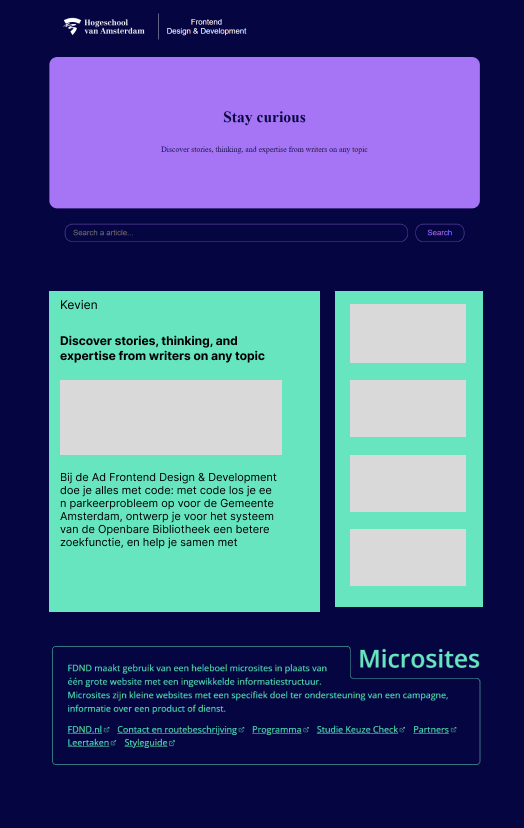 Hogeschool
van Amsterdam
Frontend
Design & Development
Stay curious
Discover stories, thinking, and expertise from writers on any topic
Search a article...
Search
Kevien
Discover stories, thinking, and
expertise from writers on any topic
Bij de Ad Frontend Design & Development
doe je alles met code: met code los je ee
n parkeerprobleem op voor de Gemeente
Amsterdam, ontwerp je voor het systeem
van de Openbare Bibliotheek een betere
zoekfunctie, en help je samen met
Microsites
FDND maakt gebruik van een heleboel microsites in plaats van
één grote website met een ingewikkelde informatiestructuur.
Microsites zijn kleine websites met een specifiek doel ter ondersteuning van een campagne,
informatie over een product of dienst.
FDND.nl Contact en routebeschrijving Programma Studie Keuze Check Partners
Leertaken Styleguide